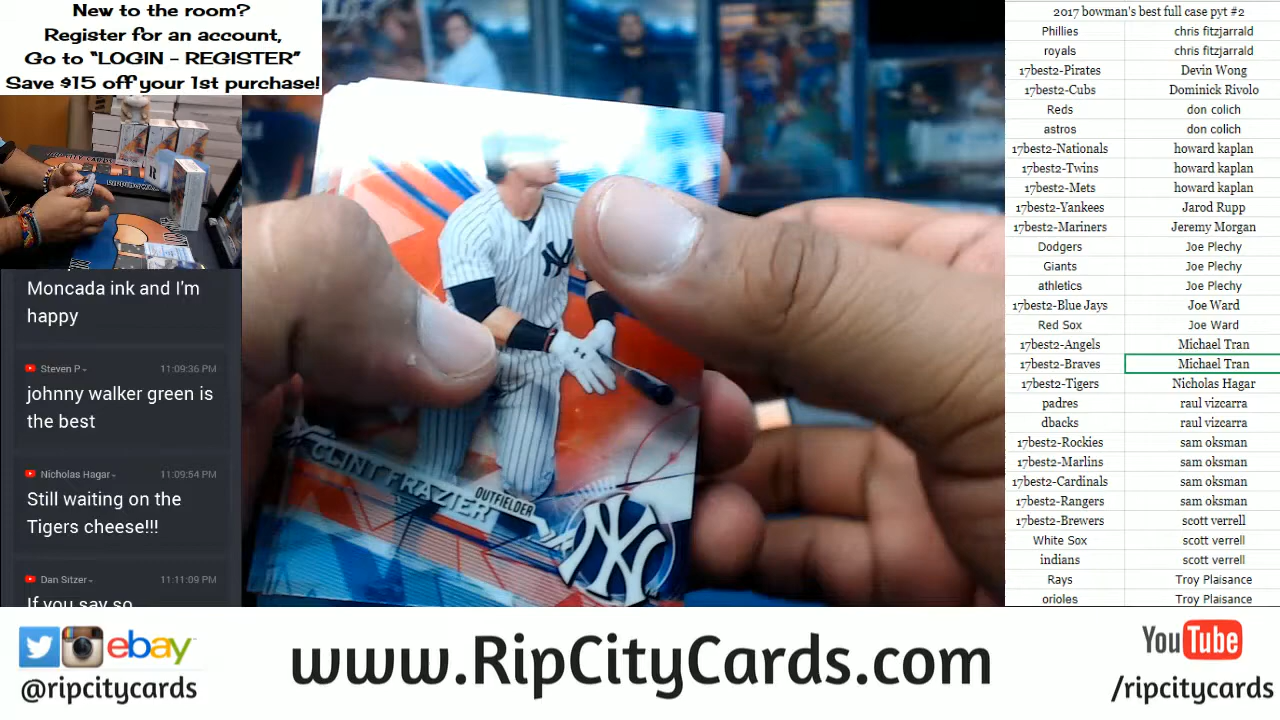 New to the room?
Register for an account,
Go to "LOGIN - REGISTER"
Save $15 off your 1st purchase!
Moncada ink and I'm
happy
Steven P
11:09:36 PM
johnny walker green is
the best
Nicholas Hagar
11:09:54 PM
Still waiting on the
Tigers cheese!!!
Dan Sitzer
11:11:09 PM
If you say so
CLINT FRAZIER
OUTFIELDER
NY
2017 bowman's best full case pyt #2
Phillies chris fitzjarrald
royals chris fitzjarrald
17best2-Pirates Devin Wong
17best2-Cubs Dominick Rivolo
Reds don colich
astros don colich
17best2-Nationals howard kaplan
17best2-Twins howard kaplan
17best2-Mets howard kaplan
17best2-Yankees Jarod Rupp
17best2-Mariners Jeremy Morgan
Dodgers Joe Plechy
Giants Joe Plechy
athletics Joe Plechy
17best2-Blue Jays Joe Ward
Red Sox Joe Ward
17best2-Angels Michael Tran
17best2-Braves Michael Tran
17best2-Tigers Nicholas Hagar
padres raul vizcarra
dbacks raul vizcarra
17best2-Rockies sam oksman
17best2-Marlins sam oksman
17best2-Cardinals sam oksman
17best2-Rangers sam oksman
17best2-Brewers scott verrell
White Sox scott verrell
indians scott verrell
Rays Troy Plaisance
orioles Troy Plaisance
ebay
@ripcitycards
www.RipCityCards.com
YouTube
/ripcitycards